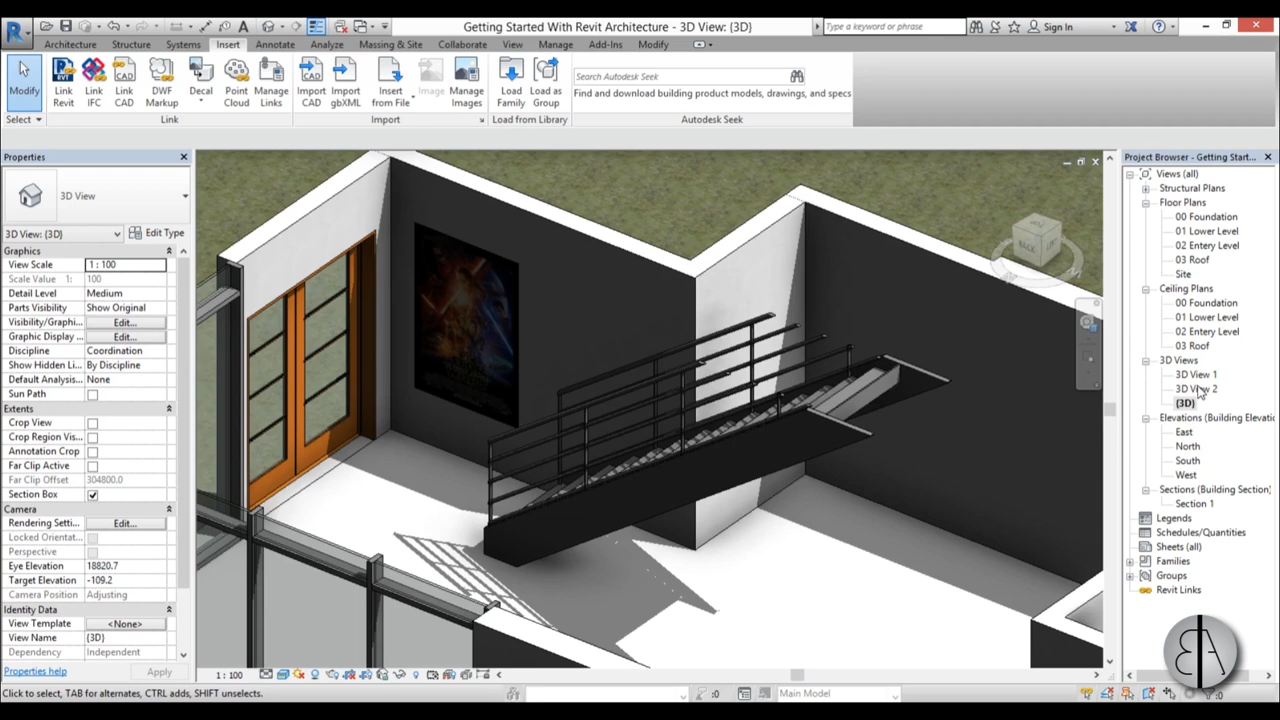 Getting Started With Revit Architecture - 3D View: {3D}
Type a keyword or phrase
Sign In
Architecture Structure Systems Insert Annotate Analyze Massing & Site Collaborate View Manage Add-Ins Modify
Modify
Link Revit
Link IFC
Link CAD
DWF Markup
Decal
Point Cloud
Manage Links
Import CAD
Import gbXML
Insert from File
Image
Manage Images
Load Family
Load as Group
Search Autodesk Seek
Find and download building product models, drawings, and specs
Select Link Import Load from Library Autodesk Seek
Properties
3D View
3D View: {3D} Edit Type
Graphics
View Scale 1 : 100
Scale Value 1: 100
Detail Level Medium
Parts Visibility Show Original
Visibility/Graphi... Edit...
Graphic Display ... Edit...
Discipline Coordination
Show Hidden Li... By Discipline
Default Analysis... None
Sun Path
Extents
Crop View
Crop Region Vis...
Annotation Crop
Far Clip Active
Far Clip Offset 304800.0
Section Box
Camera
Rendering Setti... Edit...
Locked Orientat...
Perspective
Eye Elevation 18820.7
Target Elevation -109.2
Camera Position Adjusting
Identity Data
View Template <None>
View Name {3D}
Dependency Independent
Properties help Apply
BACK
1 : 100
Project Browser - Getting Start...
Views (all)
Structural Plans
Floor Plans
00 Foundation
01 Lower Level
02 Entery Level
03 Roof
Site
Ceiling Plans
00 Foundation
01 Lower Level
02 Entery Level
03 Roof
3D Views
3D View 1
3D View 2
{3D}
Elevations (Building Elevatio
East
North
South
West
Sections (Building Section)
Section 1
Legends
Schedules/Quantities
Sheets (all)
Families
Groups
Revit Links
Click to select, TAB for alternates, CTRL adds, SHIFT unselects.
:0
Main Model
:0